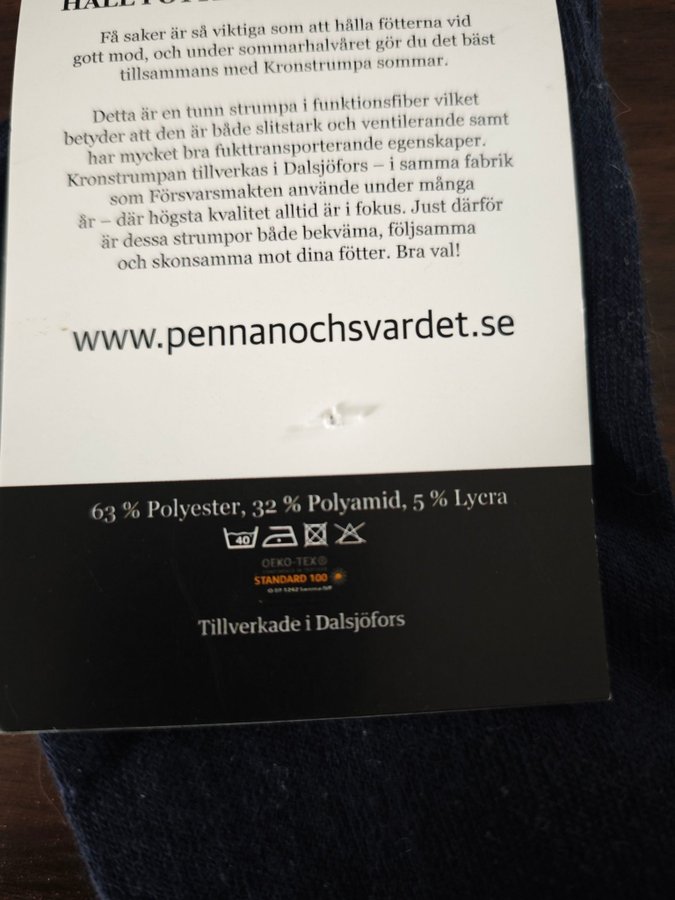 Få saker är så viktiga som att hålla fötterna vid
gott mod, och under sommarhalvåret gör du det bäst
tillsammans med Kronstrumpa sommar.
Detta är en tunn strumpa i funktionsfiber vilket
betyder att den är både slitstark och ventilerande samt
har mycket bra fukttransporterande egenskaper.
Kronstrumpan tillverkas i Dalsjöfors – i samma fabrik
som Försvarsmakten använde under många
år – där högsta kvalitet alltid är i fokus. Just därför
är dessa strumpor både bekväma, följsamma
och skonsamma mot dina fötter. Bra val!
www.pennanochsvardet.se
63 % Polyester, 32 % Polyamid, 5 % Lycra
40
OEKO-TEX®
STANDARD 100
Tillverkade i Dalsjöfors